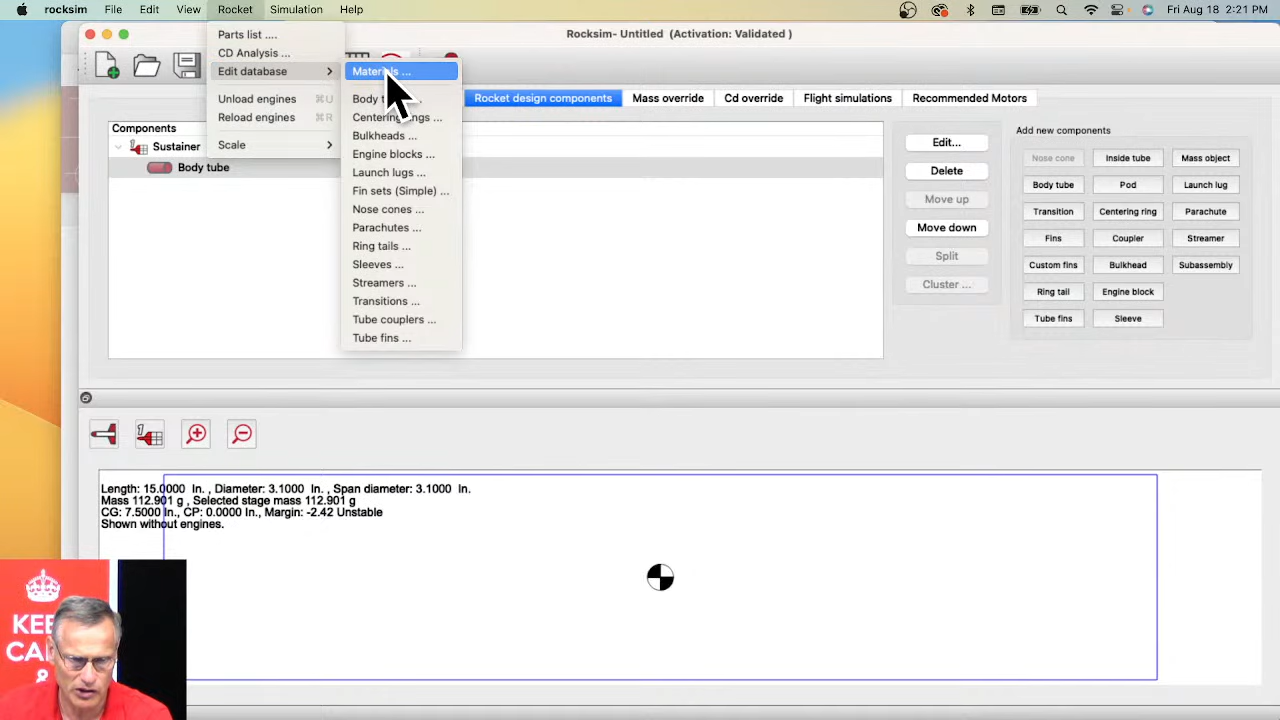 rocksim File Edit View Rocket Simulation Help
Fri Aug 18 2:21 PM
Rocksim- Untitled (Activation: Validated )
Parts list ....
CD Analysis ...
Edit database
Unload engines ⌘U
Reload engines ⌘R
Scale
Materials ...
Body
Centering rings ...
Bulkheads ...
Engine blocks ...
Launch lugs ...
Fin sets (Simple) ...
Nose cones ...
Parachutes ...
Ring tails ...
Sleeves ...
Streamers ...
Transitions ...
Tube couplers ...
Tube fins ...
Rocket design components Mass override Cd override Flight simulations Recommended Motors
Components
Sustainer
Body tube
Edit...
Delete
Move up
Move down
Split
Cluster ...
Add new components
Nose cone Inside tube Mass object
Body tube Pod Launch lug
Transition Centering ring Parachute
Fins Coupler Streamer
Custom fins Bulkhead Subassembly
Ring tail Engine block
Tube fins Sleeve
Length: 15.0000 In. , Diameter: 3.1000 In. , Span diameter: 3.1000 In.
Mass 112.901 g , Selected stage mass 112.901 g
CG: 7.5000 In., CP: 0.0000 In., Margin: -2.42 Unstable
Shown without engines.
&